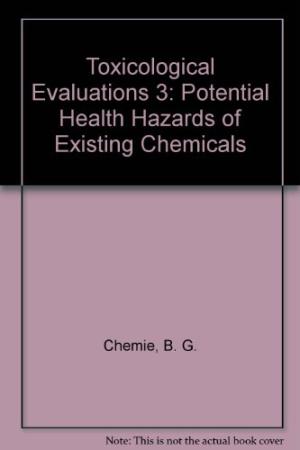 Toxicological
Evaluations 3: Potential
Health Hazards of
Existing Chemicals
Chemie, B. G.
Note: This is not the actual book cover